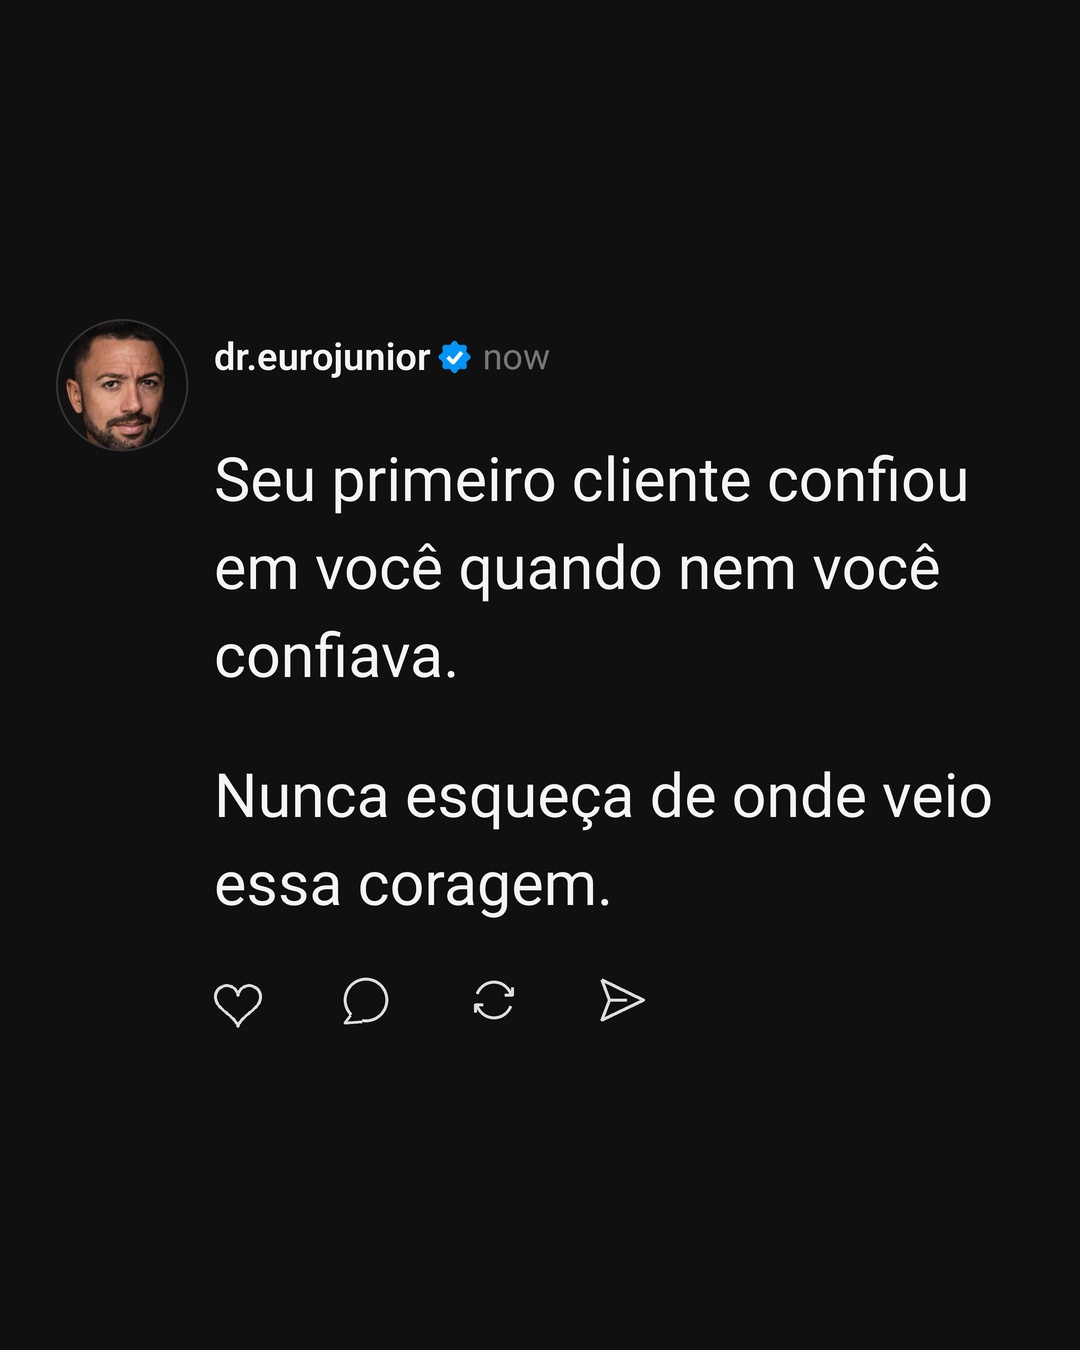 dr.eurojunior now
Seu primeiro cliente confiou
em você quando nem você
confiava.
Nunca esqueça de onde veio
essa coragem.